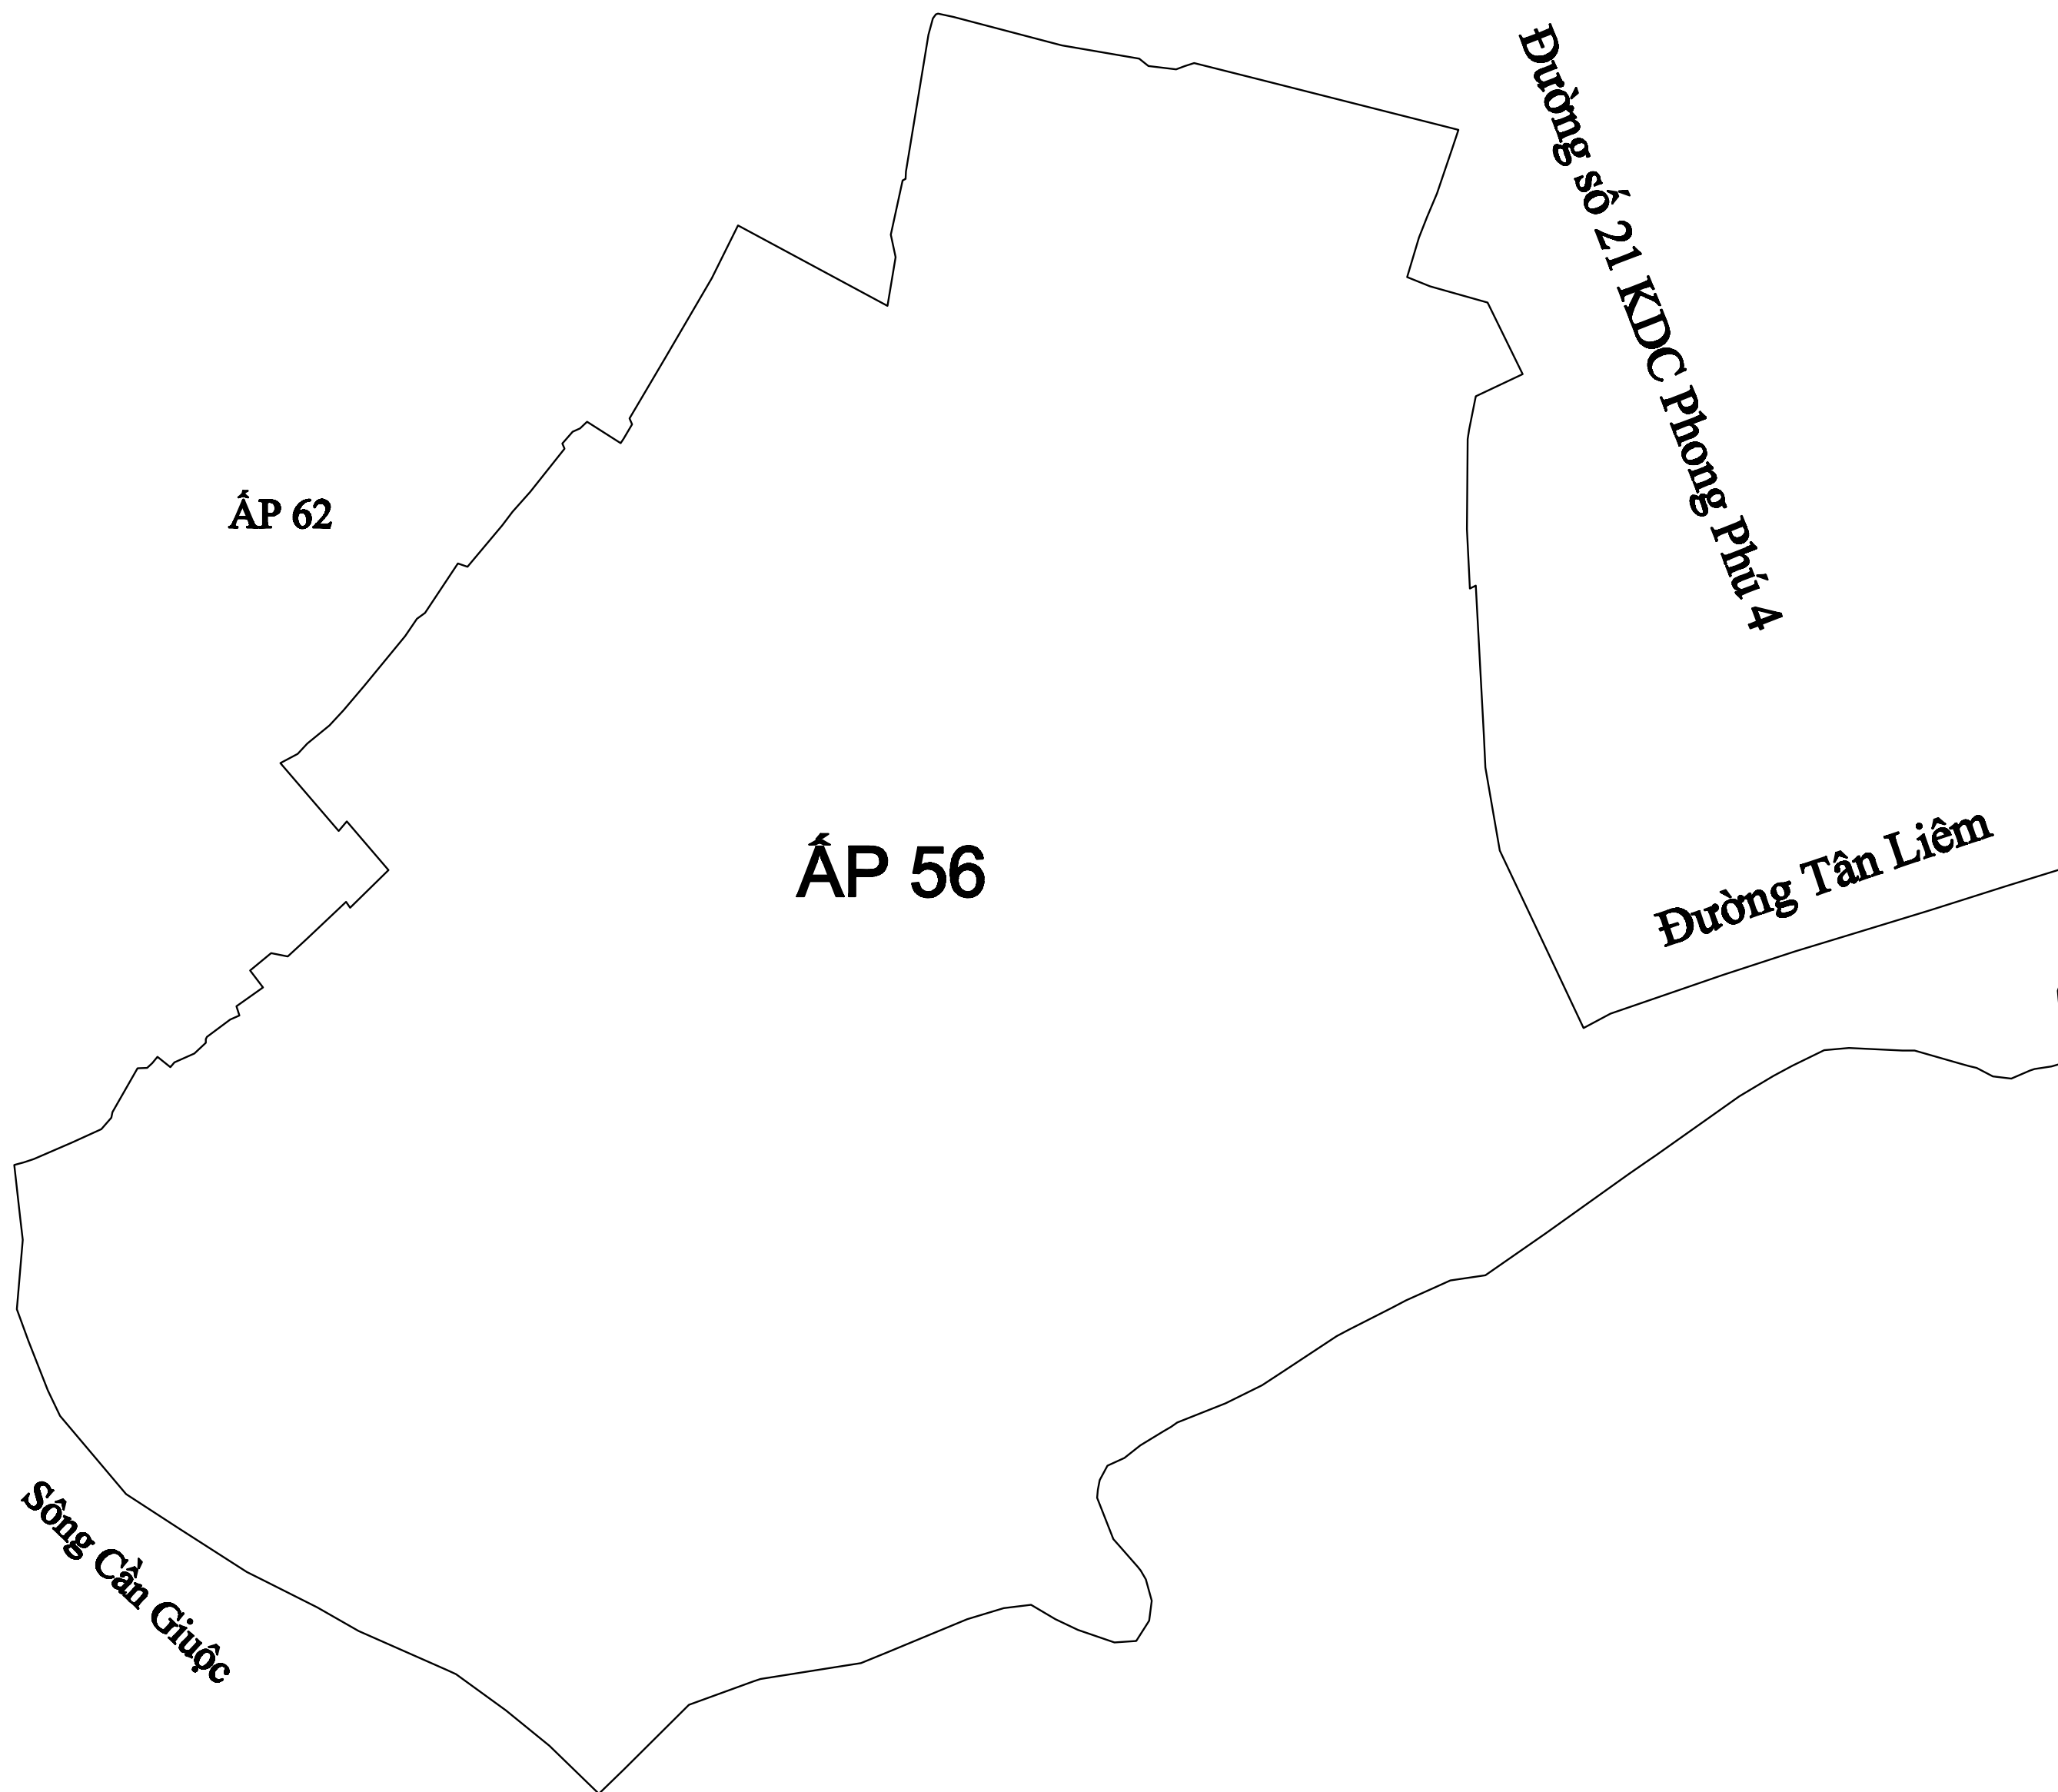 Đường số 21 KDC Phong Phú 4
ẤP 62
ẤP 56
Đường Tân Liêm
Sông Cần Giuộc